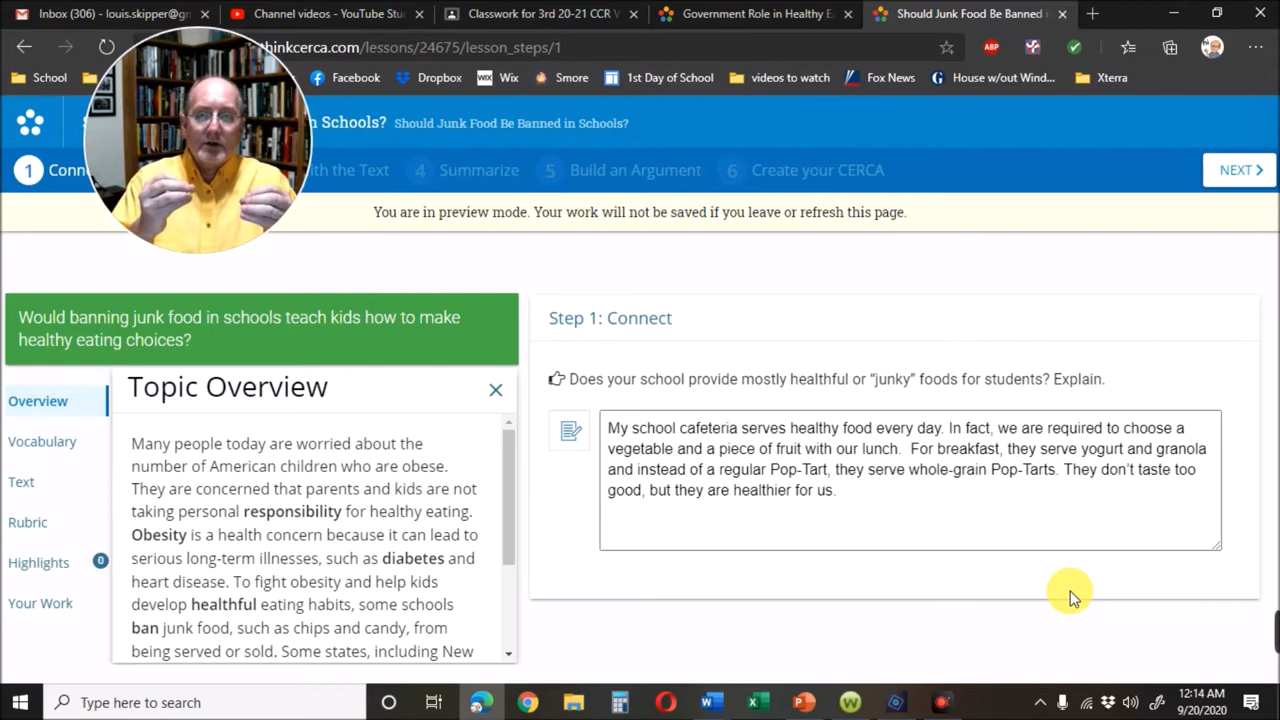 Inbox (306) - louis.skipper@gm
Channel videos - YouTube Stu
Classwork for 3rd 20-21 CCR V
Government Role in Healthy E
Should Junk Food Be Banned in
thinkcerca.com/lessons/24675/lesson_steps/1
ABP
School
Facebook
Dropbox
WIX Wix
Smore
1st Day of School
videos to watch
Fox News
G House w/out Wind...
Xterra
n Schools? Should Junk Food Be Banned in Schools?
1 Conn
ith the Text
4 Summarize
5 Build an Argument
6 Create your CERCA
NEXT
You are in preview mode. Your work will not be saved if you leave or refresh this page.
Would banning junk food in schools teach kids how to make
healthy eating choices?
Overview
Vocabulary
Text
Rubric
Highlights 0
Your Work
Topic Overview
Many people today are worried about the
number of American children who are obese.
They are concerned that parents and kids are not
taking personal responsibility for healthy eating.
Obesity is a health concern because it can lead to
serious long-term illnesses, such as diabetes and
heart disease. To fight obesity and help kids
develop healthful eating habits, some schools
ban junk food, such as chips and candy, from
being served or sold. Some states, including New
Step 1: Connect
Does your school provide mostly healthful or “junky” foods for students? Explain.
My school cafeteria serves healthy food every day. In fact, we are required to choose a
vegetable and a piece of fruit with our lunch. For breakfast, they serve yogurt and granola
and instead of a regular Pop-Tart, they serve whole-grain Pop-Tarts. They don’t taste too
good, but they are healthier for us.
Type here to search
12:14 AM
9/20/2020